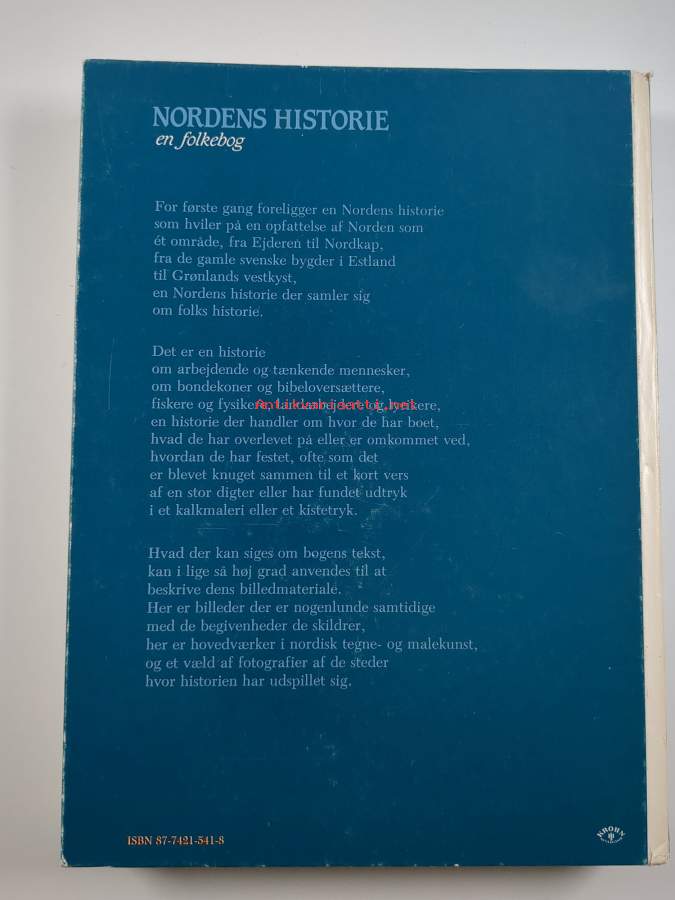 NORDENS HISTORIE
en folkebog
For første gang foreligger en Nordens historie
som hviler på en opfattelse af Norden som
ét område, fra Ejderen til Nordkap,
fra de gamle svenske bygder i Estland
til Grønlands vestkyst,
en Nordens historie der samler sig
om folks historie.
Det er en historie
om arbejdende og tænkende mennesker,
om bondekoner og bibeloversættere,
fiskere og fysikere, landarbejdere og lyrikere,
Antikvariaatti.net
en historie der handler om hvor de har boet,
hvad de har overlevet på eller er omkommet ved,
hvordan de har festet, ofte som det
er blevet knuget sammen til et kort vers
af en stor digter eller har fundet udtryk
i et kalkmaleri eller et kistetryk.
Hvad der kan siges om bogens tekst,
kan i lige så høj grad anvendes til at
beskrive dens billedmateriale.
Her er billeder der er nogenlunde samtidige
med de begivenheder de skildrer,
her er hovedværker i nordisk tegne- og malekunst,
og et væld af fotografier af de steder
hvor historien har udspillet sig.
ISBN 87-7421-541-8
KROHN